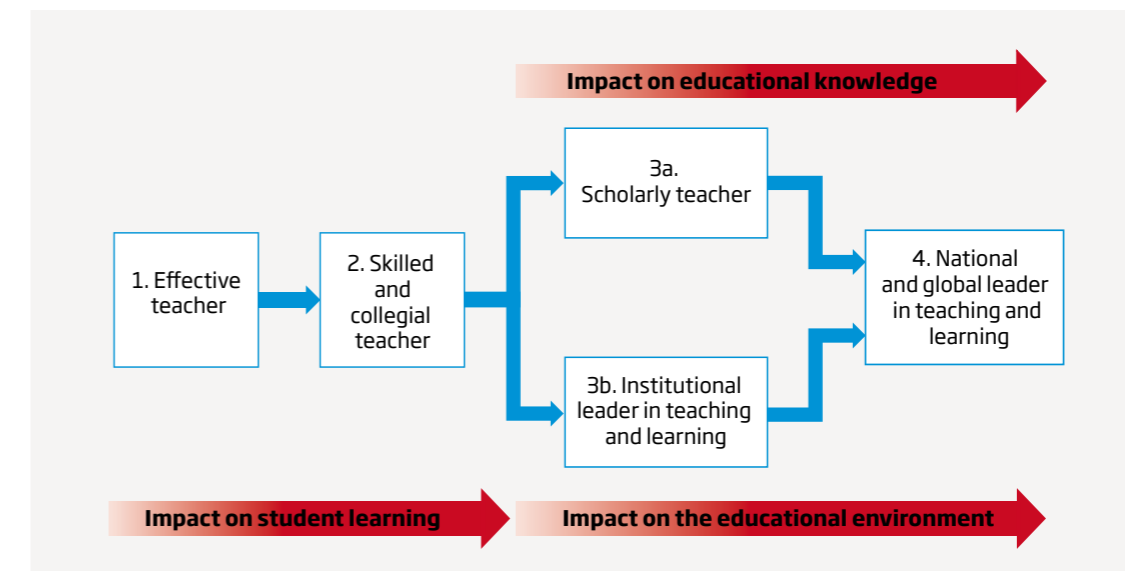 Impact on educational knowledge
3a.
Scholarly teacher
1. Effective
teacher
2. Skilled
and
collegial
teacher
4. National
and global leader
in teaching and
learning
3b. Institutional
leader in teaching
and learning
Impact on student learning
Impact on the educational environment